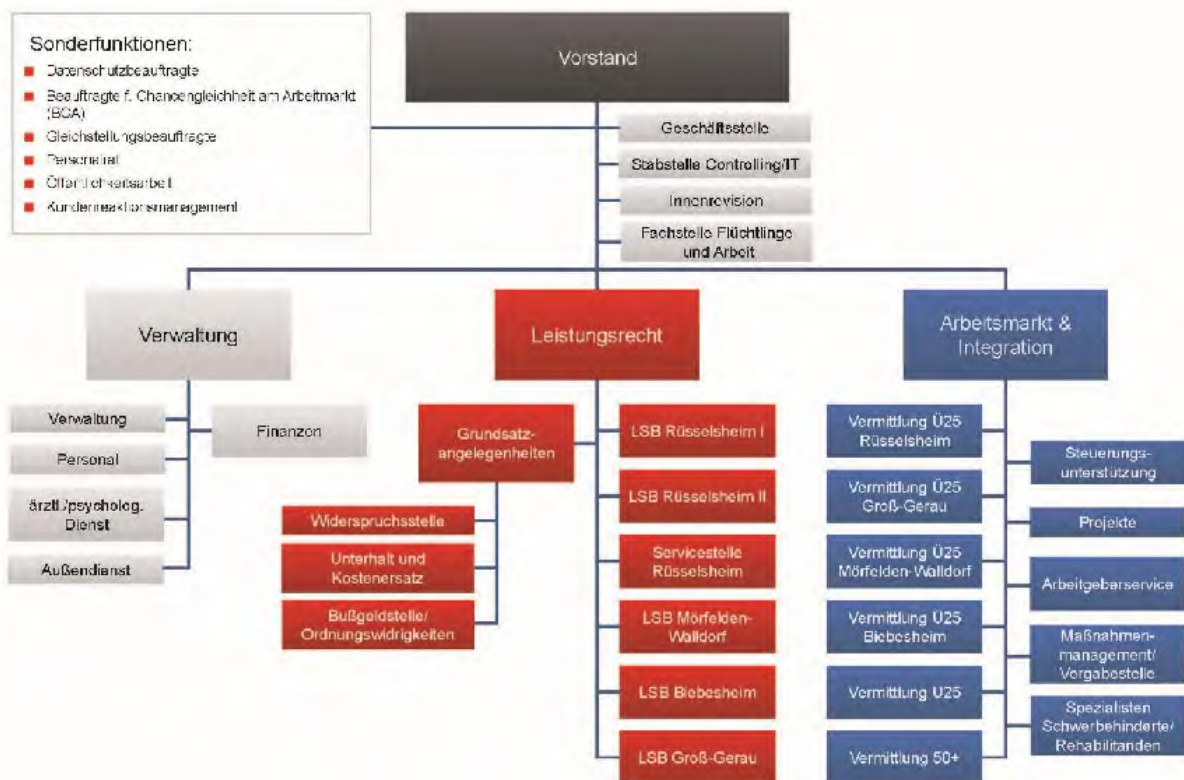 Sonderfunktionen:
Datenschutzbeauftragte
Beauftragte f. Chancengleichheit am Arbeitmarkt
(BCA)
Gleichstellungsbeauftragte
Personalrat
Öffentlichkeitsarbeit
Kundenreaktionsmanagement
Vorstand
Geschäftsstelle
Stabstelle Controlling/IT
Innenrevision
Fachstelle Flüchtlinge
und Arbeit
Verwaltung
Verwaltung
Personal
ärztl./psycholog.
Dienst
Außendienst
Finanzen
Leistungsrecht
Grundsatz-
angelegenheiten
Widerspruchsstelle
Unterhalt und
Kostenersatz
Bußgeldstelle/
Ordnungswidrigkeiten
LSB Rüsselsheim I
LSB Rüsselsheim II
Servicestelle
Rüsselsheim
LSB Mörfelden-
Walldorf
LSB Biebesheim
LSB Groß-Gerau
Arbeitsmarkt &
Integration
Vermittlung Ü25
Rüsselsheim
Vermittlung Ü25
Groß-Gerau
Vermittlung Ü25
Mörfelden-Walldorf
Vermittlung Ü25
Biebesheim
Vermittlung U25
Vermittlung 50+
Steuerungs-
unterstützung
Projekte
Arbeitgeberservice
Maßnahmen-
management/
Vergabestelle
Spezialisten
Schwerbehinderte/
Rehabilitanden